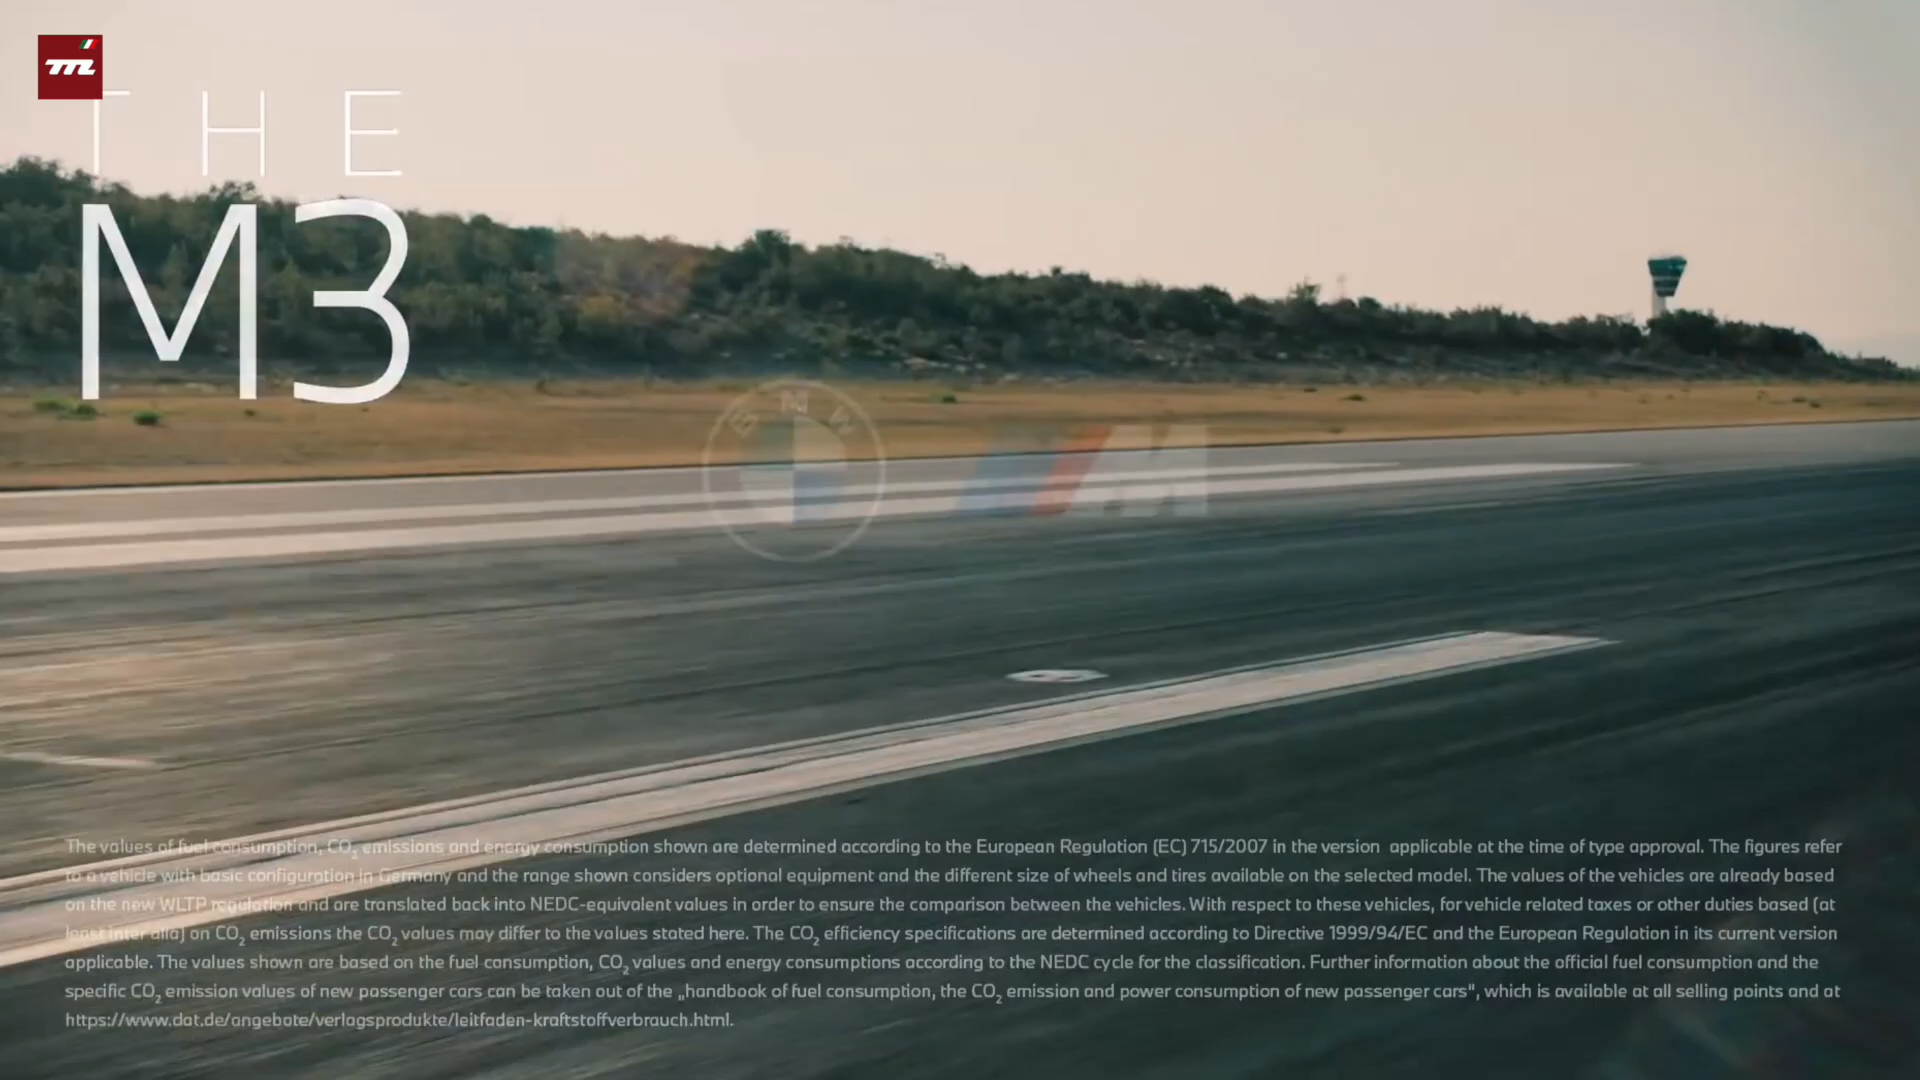 THE
M3
BMW
M
The values of fuel consumption, CO₂ emissions and energy consumption shown are determined according to the European Regulation (EC) 715/2007 in the version applicable at the time of type approval. The figures refer
to a vehicle with basic configuration in Germany and the range shown considers optional equipment and the different size of wheels and tires available on the selected model. The values of the vehicles are already based
on the new WLTP regulation and are translated back into NEDC-equivalent values in order to ensure the comparison between the vehicles. With respect to these vehicles, for vehicle related taxes or other duties based (at
least inter alia) on CO₂ emissions the CO₂ values may differ to the values stated here. The CO₂ efficiency specifications are determined according to Directive 1999/94/EC and the European Regulation in its current version
applicable. The values shown are based on the fuel consumption, CO₂ values and energy consumptions according to the NEDC cycle for the classification. Further information about the official fuel consumption and the
specific CO₂ emission values of new passenger cars can be taken out of the „handbook of fuel consumption, the CO₂ emission and power consumption of new passenger cars", which is available at all selling points and at
https://www.dat.de/angebote/verlagsprodukte/leitfaden-kraftstoffverbrauch.html.